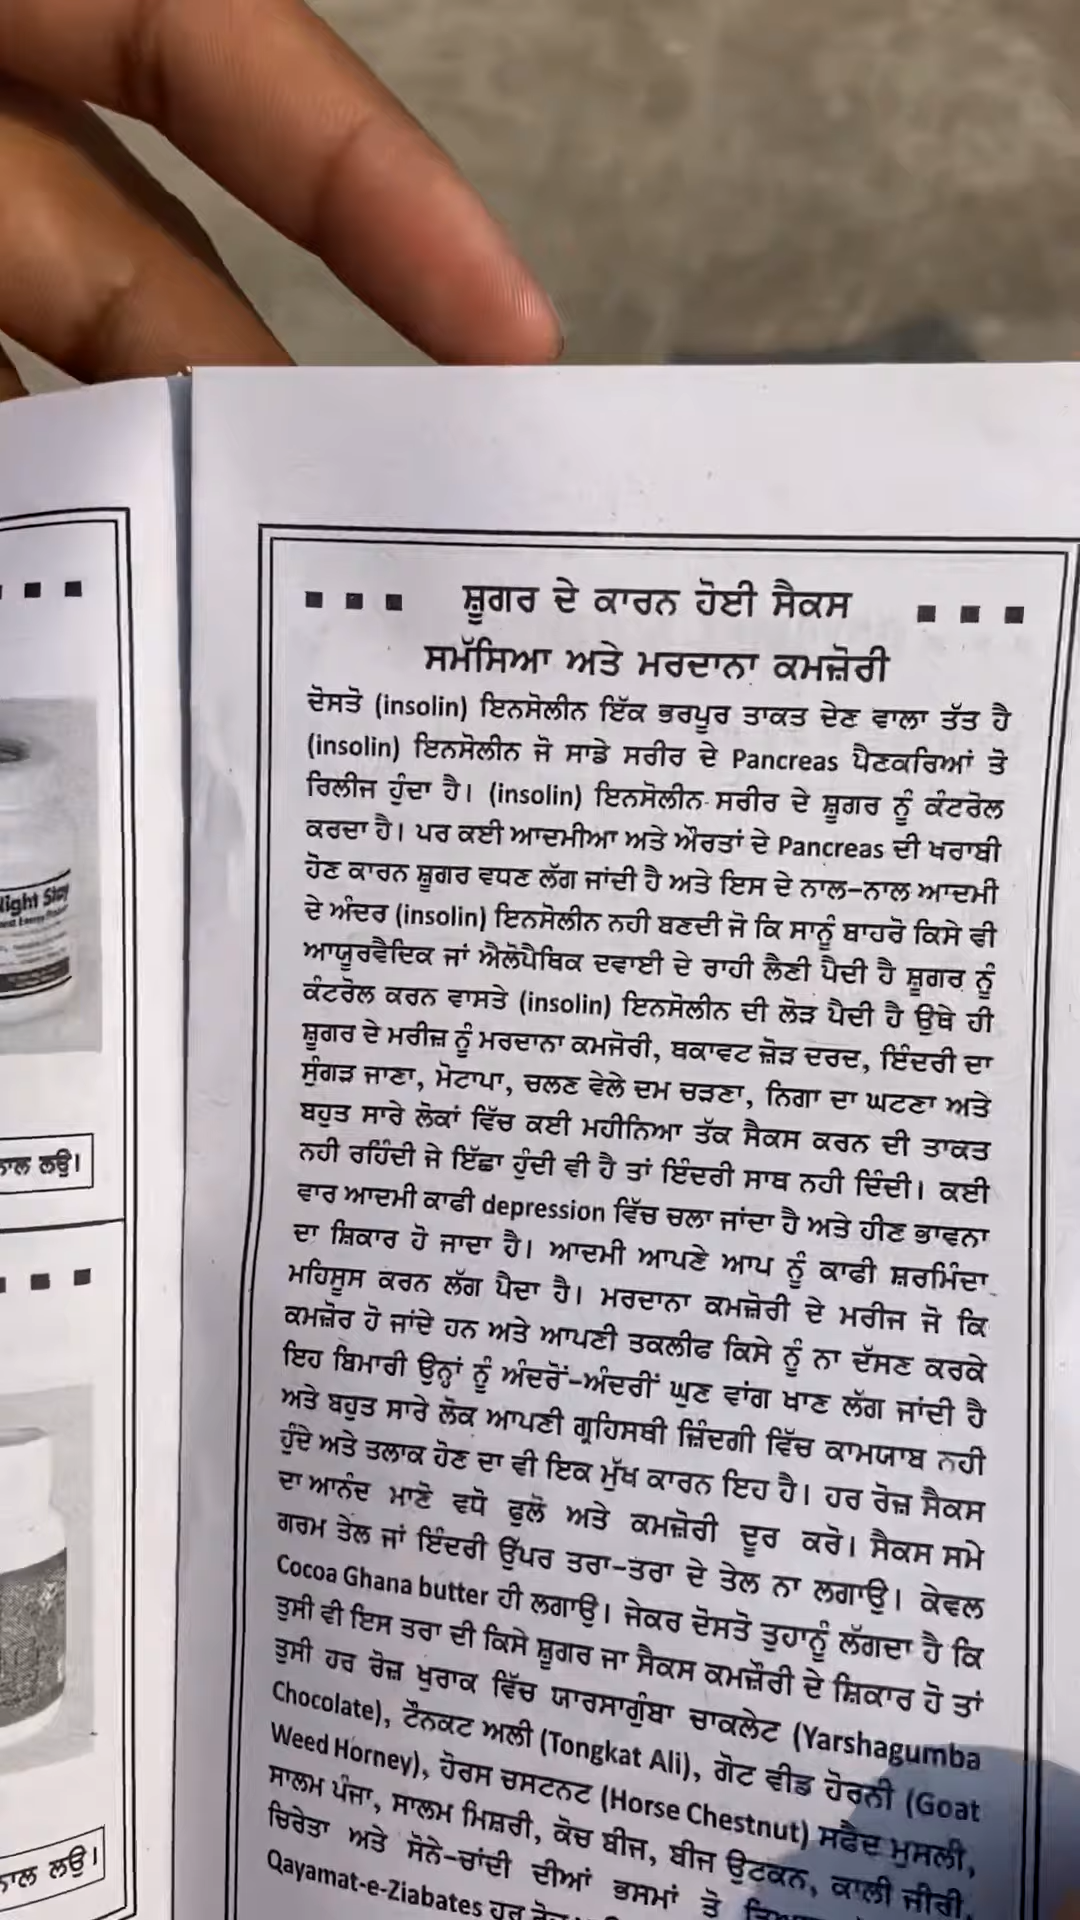 ਸ਼ੂਗਰ ਦੇ ਕਾਰਨ ਹੋਈ ਸੈਕਸ
ਸਮੱਸਿਆ ਅਤੇ ਮਰਦਾਨਾ ਕਮਜ਼ੋਰੀ
ਦੋਸਤੋ (insolin) ਇਨਸੋਲੀਨ ਇੱਕ ਭਰਪੂਰ ਤਾਕਤ ਦੇਣ ਵਾਲਾ ਤੱਤ ਹੈ
(insolin) ਇਨਸੋਲੀਨ ਜੋ ਸਾਡੇ ਸਰੀਰ ਦੇ Pancreas ਪੈਣਕਰਿਆਂ ਤੋ
ਰਿਲੀਜ ਹੁੰਦਾ ਹੈ। (insolin) ਇਨਸੋਲੀਨ ਸਰੀਰ ਦੇ ਸ਼ੂਗਰ ਨੂੰ ਕੰਟਰੋਲ
ਕਰਦਾ ਹੈ। ਪਰ ਕਈ ਆਦਮੀਆ ਅਤੇ ਔਰਤਾਂ ਦੇ Pancreas ਦੀ ਖਰਾਬੀ
ਹੋਣ ਕਾਰਨ ਸ਼ੂਗਰ ਵਧਣ ਲੱਗ ਜਾਂਦੀ ਹੈ ਅਤੇ ਇਸ ਦੇ ਨਾਲ-ਨਾਲ ਆਦਮੀ
ਦੇ ਅੰਦਰ (insolin) ਇਨਸੋਲੀਨ ਨਹੀ ਬਣਦੀ ਜੋ ਕਿ ਸਾਨੂੰ ਬਾਹਰੋ ਕਿਸੇ ਵੀ
ਆਯੂਰਵੈਦਿਕ ਜਾਂ ਐਲੋਪੈਥਿਕ ਦਵਾਈ ਦੇ ਰਾਹੀ ਲੈਣੀ ਪੈਦੀ ਹੈ ਸ਼ੂਗਰ ਨੂੰ
ਕੰਟਰੋਲ ਕਰਨ ਵਾਸਤੇ (insolin) ਇਨਸੋਲੀਨ ਦੀ ਲੋੜ ਪੈਦੀ ਹੈ ਉਥੇ ਹੀ
ਸ਼ੂਗਰ ਦੇ ਮਰੀਜ਼ ਨੂੰ ਮਰਦਾਨਾ ਕਮਜੋਰੀ, ਬਕਾਵਟ ਜ਼ੋੜ ਦਰਦ, ਇੰਦਰੀ ਦਾ
ਸੁੰਗੜ ਜਾਣਾ, ਮੋਟਾਪਾ, ਚਲਣ ਵੇਲੇ ਦਮ ਚੜਣਾ, ਨਿਗਾ ਦਾ ਘਟਣਾ ਅਤੇ
ਬਹੁਤ ਸਾਰੇ ਲੋਕਾਂ ਵਿੱਚ ਕਈ ਮਹੀਨਿਆ ਤੱਕ ਸੈਕਸ ਕਰਨ ਦੀ ਤਾਕਤ
ਨਹੀ ਰਹਿੰਦੀ ਜੇ ਇੱਛਾ ਹੁੰਦੀ ਵੀ ਹੈ ਤਾਂ ਇੰਦਰੀ ਸਾਥ ਨਹੀ ਦਿੰਦੀ। ਕਈ
ਵਾਰ ਆਦਮੀ ਕਾਫੀ depression ਵਿੱਚ ਚਲਾ ਜਾਂਦਾ ਹੈ ਅਤੇ ਹੀਣ ਭਾਵਨਾ
ਦਾ ਸ਼ਿਕਾਰ ਹੋ ਜਾਦਾ ਹੈ। ਆਦਮੀ ਆਪਣੇ ਆਪ ਨੂੰ ਕਾਫੀ ਸ਼ਰਮਿੰਦਾ
ਮਹਿਸੂਸ ਕਰਨ ਲੱਗ ਪੈਦਾ ਹੈ। ਮਰਦਾਨਾ ਕਮਜ਼ੋਰੀ ਦੇ ਮਰੀਜ ਜੋ ਕਿ
ਕਮਜ਼ੋਰ ਹੋ ਜਾਂਦੇ ਹਨ ਅਤੇ ਆਪਣੀ ਤਕਲੀਫ ਕਿਸੇ ਨੂੰ ਨਾ ਦੱਸਣ ਕਰਕੇ
ਇਹ ਬਿਮਾਰੀ ਉਨ੍ਹਾਂ ਨੂੰ ਅੰਦਰੋਂ-ਅੰਦਰੀਂ ਘੁਣ ਵਾਂਗ ਖਾਣ ਲੱਗ ਜਾਂਦੀ ਹੈ
ਅਤੇ ਬਹੁਤ ਸਾਰੇ ਲੋਕ ਆਪਣੀ ਗ੍ਰਹਿਸਥੀ ਜ਼ਿੰਦਗੀ ਵਿੱਚ ਕਾਮਯਾਬ ਨਹੀ
ਹੁੰਦੇ ਅਤੇ ਤਲਾਕ ਹੋਣ ਦਾ ਵੀ ਇਕ ਮੁੱਖ ਕਾਰਨ ਇਹ ਹੈ। ਹਰ ਰੋਜ਼ ਸੈਕਸ
ਦਾ ਆਨੰਦ ਮਾਣੋ ਵਧੋ ਫੁਲੋ ਅਤੇ ਕਮਜ਼ੋਰੀ ਦੂਰ ਕਰੋ। ਸੈਕਸ ਸਮੇ
ਗਰਮ ਤੇਲ ਜਾਂ ਇੰਦਰੀ ਉੱਪਰ ਤਰਾ-ਤਰਾ ਦੇ ਤੇਲ ਨਾ ਲਗਾਉ। ਕੇਵਲ
Cocoa Ghana butter ਹੀ ਲਗਾਉ। ਜੇਕਰ ਦੋਸਤੋ ਤੁਹਾਨੂੰ ਲੱਗਦਾ ਹੈ ਕਿ
ਤੁਸੀ ਵੀ ਇਸ ਤਰਾ ਦੀ ਕਿਸੇ ਸ਼ੂਗਰ ਜਾ ਸੈਕਸ ਕਮਜ਼ੌਰੀ ਦੇ ਸ਼ਿਕਾਰ ਹੋ ਤਾਂ
ਤੁਸੀ ਹਰ ਰੋਜ਼ ਖੁਰਾਕ ਵਿੱਚ ਯਾਰਸਾਗੁੰਬਾ ਚਾਕਲੇਟ (Yarshagumba
Chocolate), ਟੌਨਕਟ ਅਲੀ (Tongkat Ali), ਗੋਟ ਵੀਡ ਹੋਰਨੀ (Goat
Weed Horney), ਹੋਰਸ ਚਸਟਨਟ (Horse Chestnut) ਸਫੈਦ ਮੁਸਲੀ,
ਸਾਲਮ ਪੰਜਾ, ਸਾਲਮ ਮਿਸ਼ਰੀ, ਕੋਚ ਬੀਜ, ਬੀਜ ਉਟਕਨ, ਕਾਲੀ ਜੀਰੀ,
ਚਿਰੇਤਾ ਅਤੇ ਸੋਨੇ-ਚਾਂਦੀ ਦੀਆਂ ਭਸਮਾਂ ਤੋ
Qayamat-e-Ziabates ਹਰ
light Stay
ਨਾਲ ਲਉ।
ਨਾਲ ਲਉ।